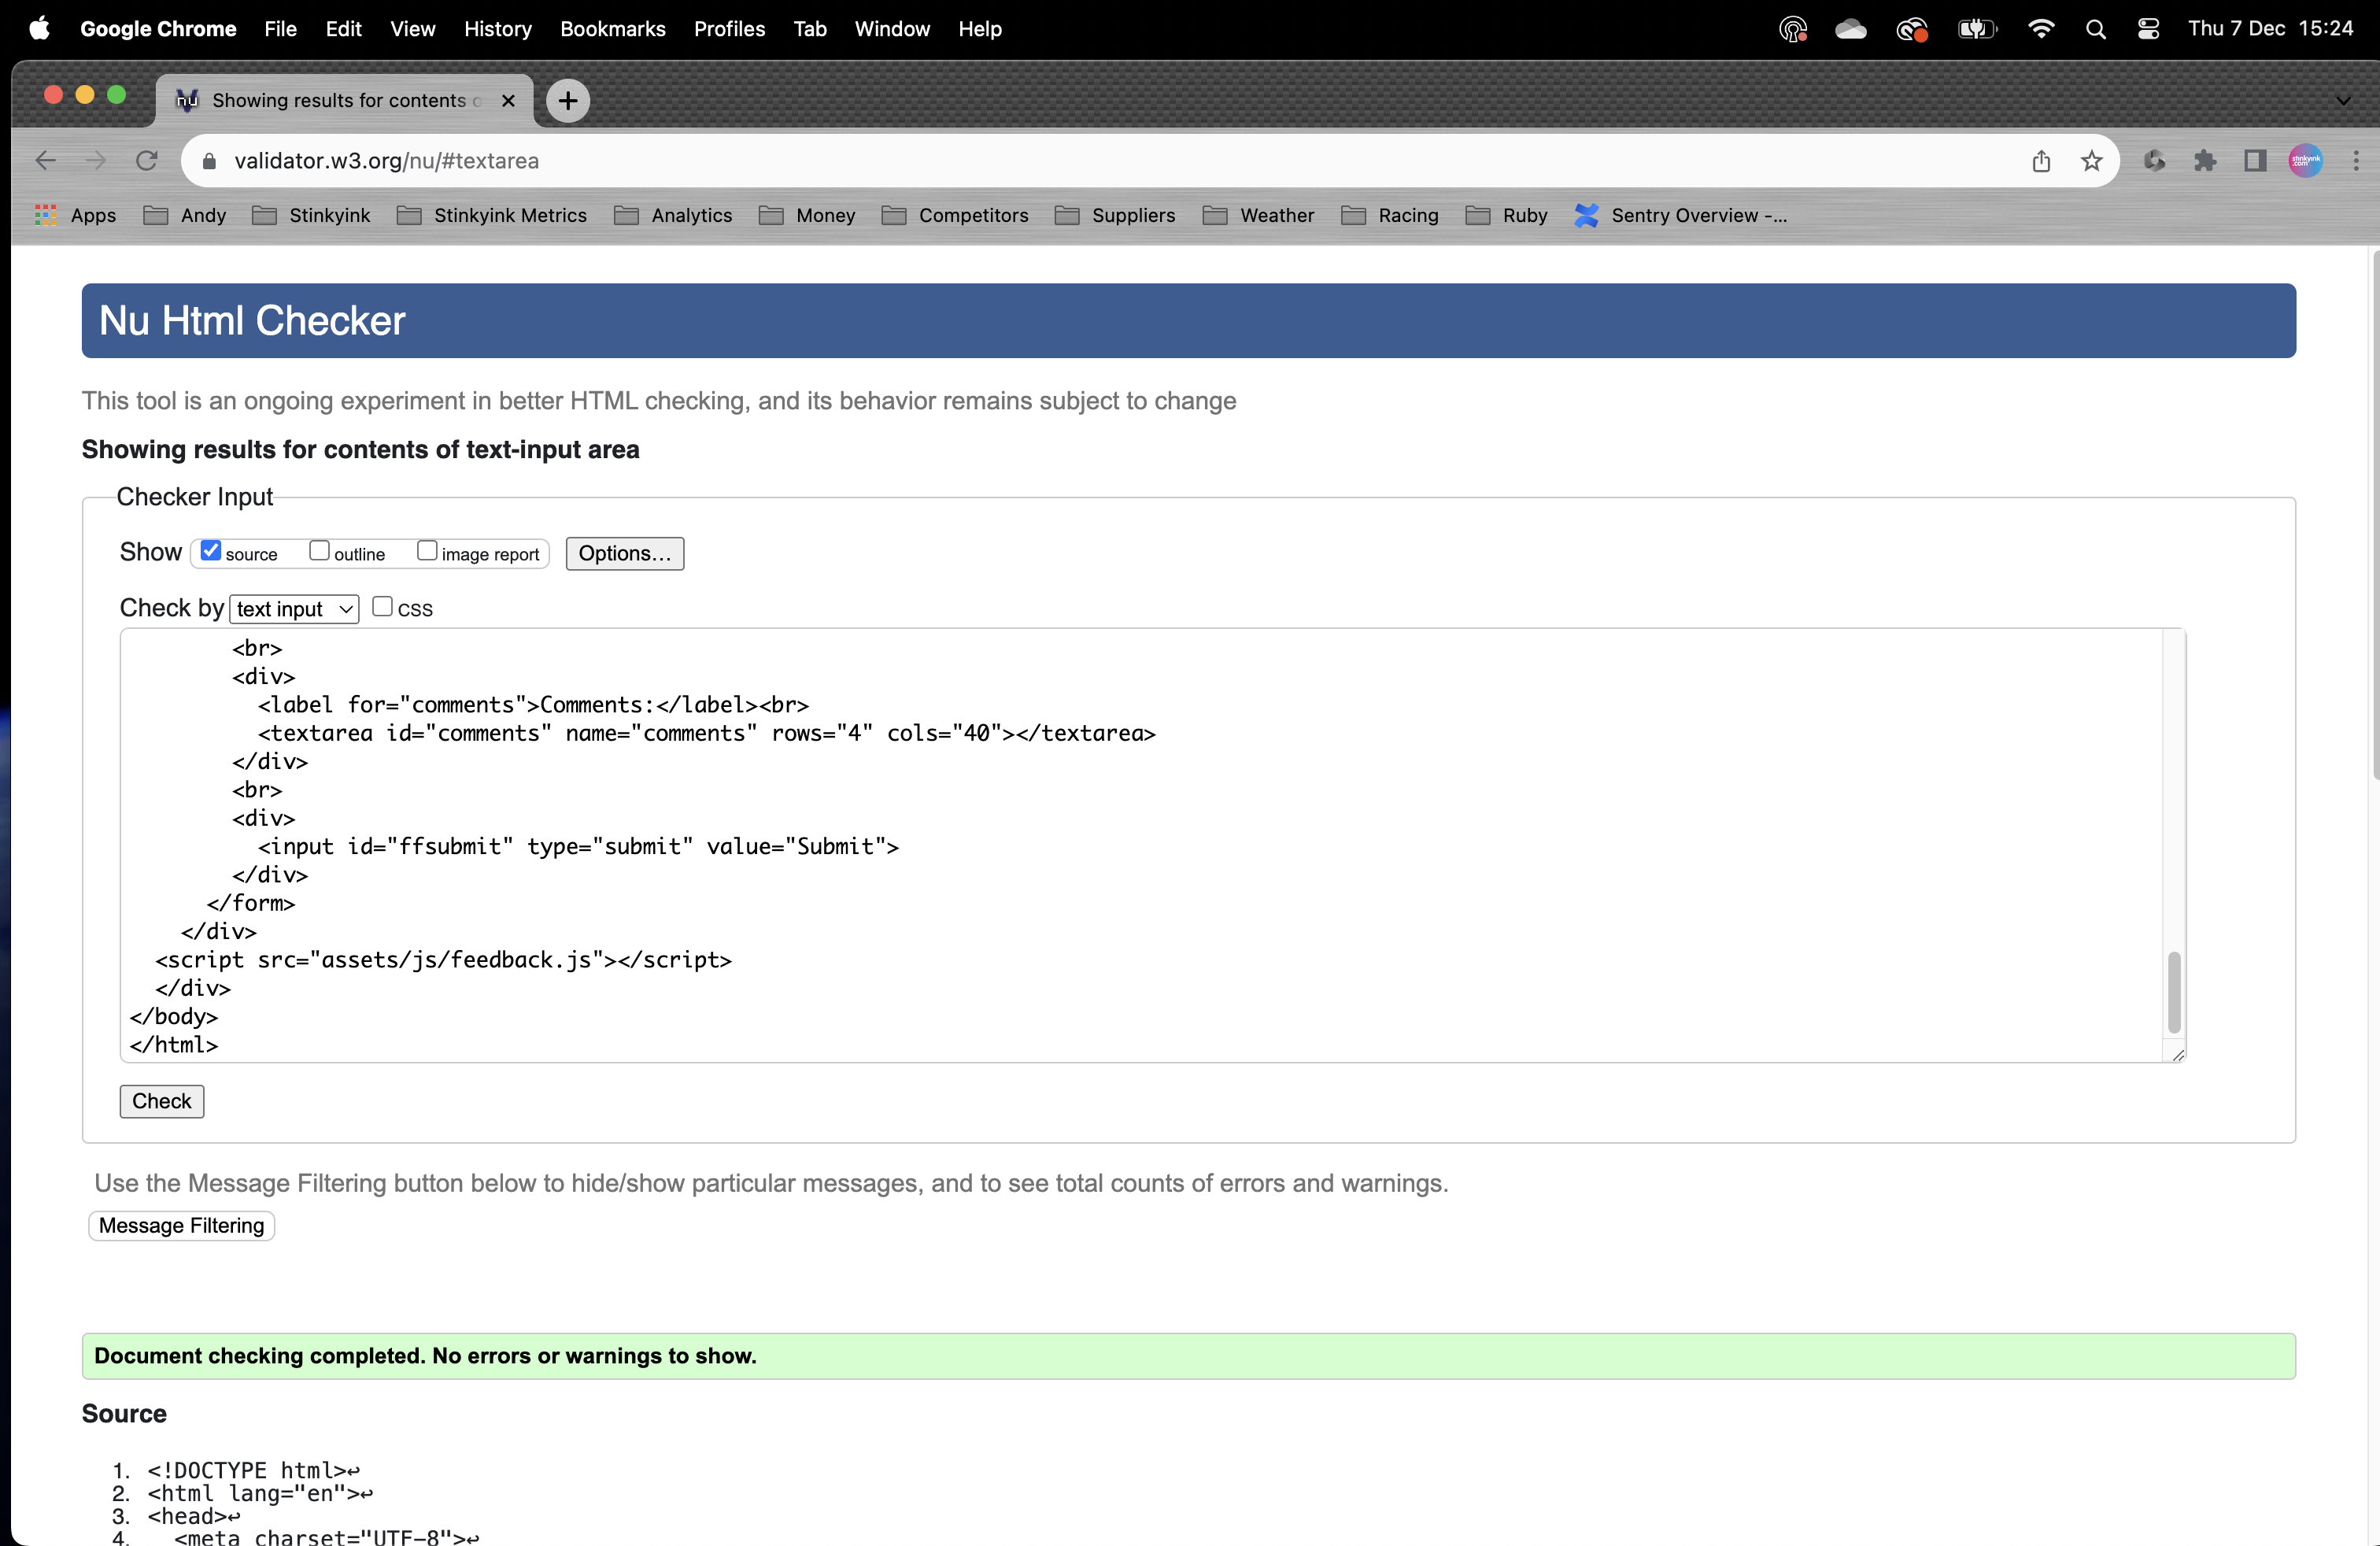 Google Chrome File Edit View History Bookmarks Profiles Tab Window Help Thu 7 Dec 15:24
nu Showing results for contents
validator.w3.org/nu/#textarea
stinkyink
.com
Apps Andy Stinkyink Stinkyink Metrics Analytics Money Competitors Suppliers Weather Racing Ruby Sentry Overview -...
Nu Html Checker
This tool is an ongoing experiment in better HTML checking, and its behavior remains subject to change
Showing results for contents of text-input area
Checker Input
Show source outline image report Options...
Check by text input CSS
<br>
<div>
<label for="comments">Comments:</label><br>
<textarea id="comments" name="comments" rows="4" cols="40"></textarea>
</div>
<br>
<div>
<input id="ffsubmit" type="submit" value="Submit">
</div>
</form>
</div>
<script src="assets/js/feedback.js"></script>
</div>
</body>
</html>
Check
Use the Message Filtering button below to hide/show particular messages, and to see total counts of errors and warnings.
Message Filtering
Document checking completed. No errors or warnings to show.
Source
1. <!DOCTYPE html>↩
2. <html lang="en">↩
3. <head>↩
4. <meta charset="UTF-8">↩